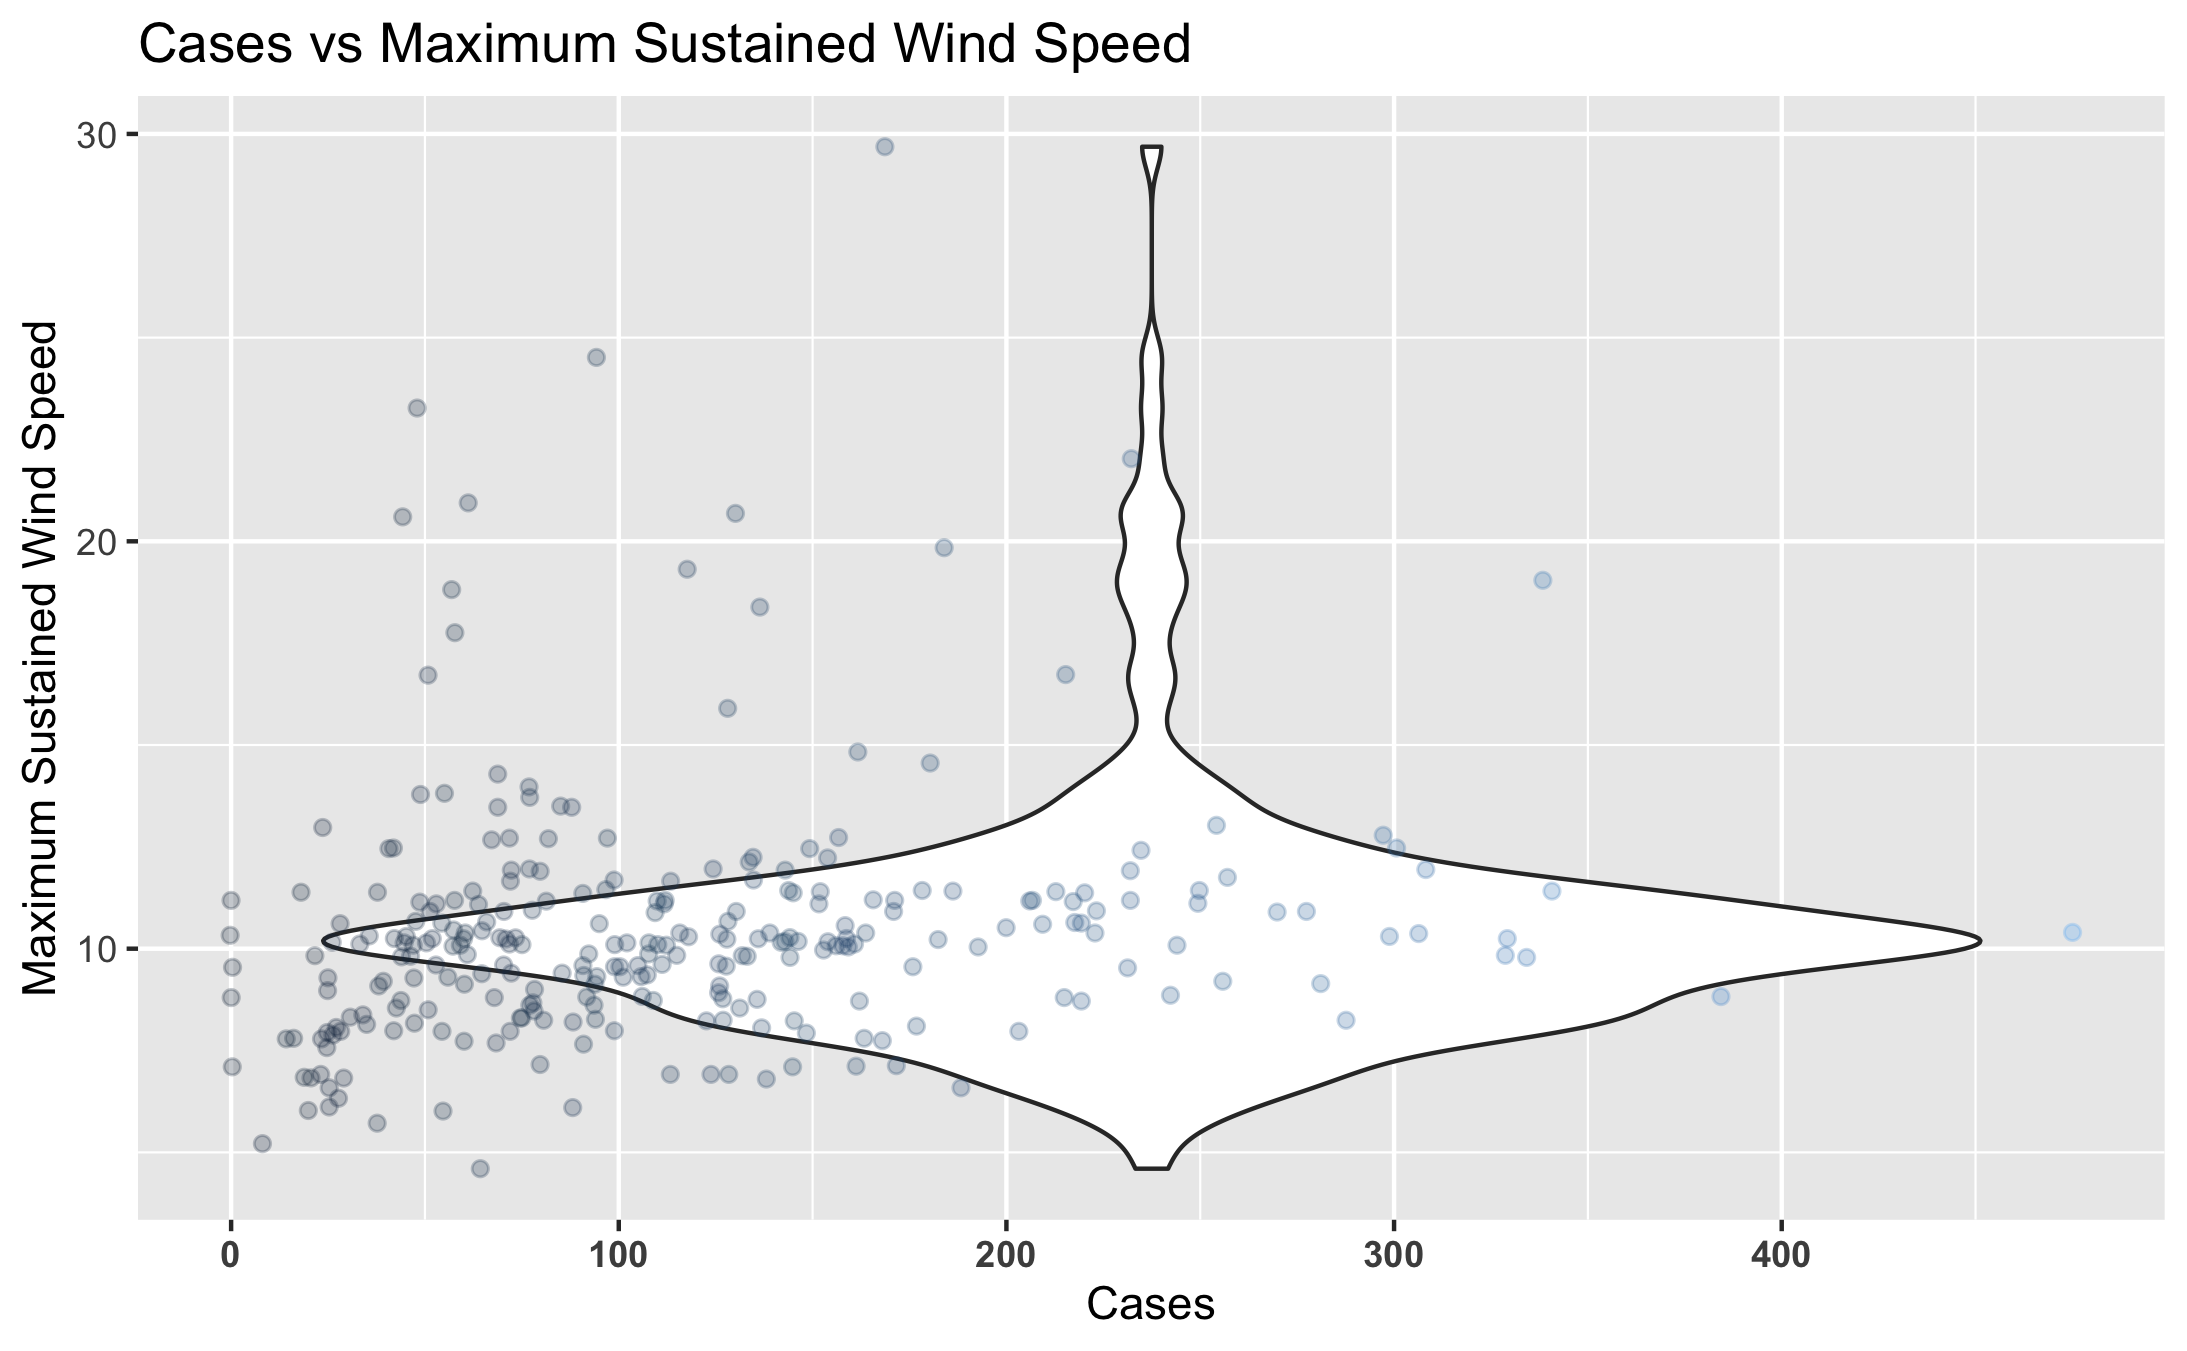 Cases vs Maximum Sustained Wind Speed
30
20
10
Maximum Sustained Wind Speed
0 100 200 300 400
Cases